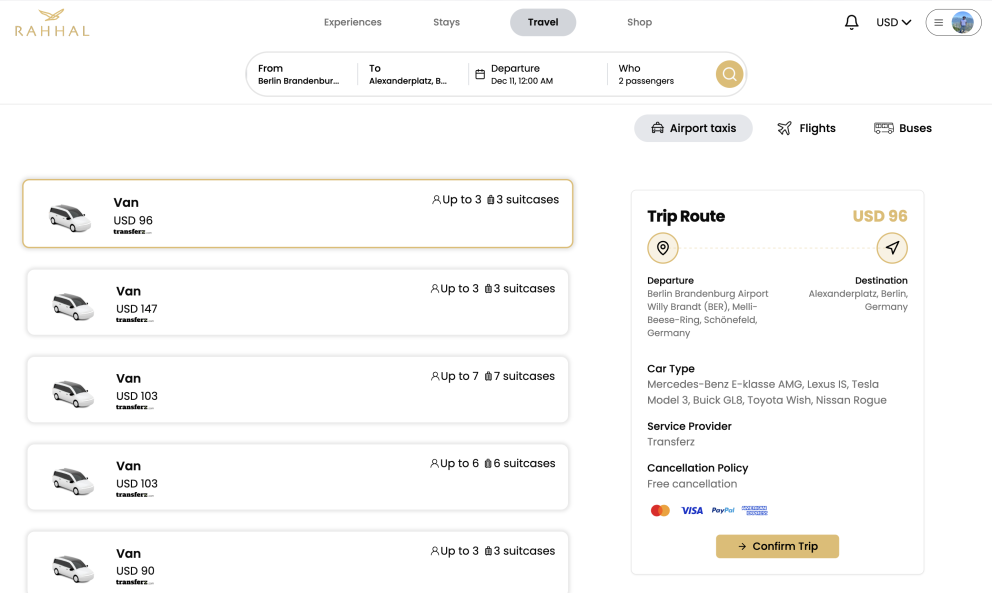 RAHHAL
Experiences
Stays
Travel
Shop
USD
From
Berlin Brandenbur...
To
Alexanderplatz, B...
Departure
Dec 11, 12:00 AM
Who
2 passengers
Airport taxis
Flights
Buses
Van
USD 96
transferz
Up to 3 3 suitcases
Van
USD 147
transferz
Up to 3 3 suitcases
Van
USD 103
transferz
Up to 7 7 suitcases
Van
USD 103
transferz
Up to 6 6 suitcases
Van
USD 90
transferz
Up to 3 3 suitcases
Trip Route
USD 96
Departure
Berlin Brandenburg Airport
Willy Brandt (BER), Melli-
Beese-Ring, Schönefeld,
Germany
Destination
Alexanderplatz, Berlin,
Germany
Car Type
Mercedes-Benz E-klasse AMG, Lexus IS, Tesla
Model 3, Buick GL8, Toyota Wish, Nissan Rogue
Service Provider
Transferz
Cancellation Policy
Free cancellation
VISA
PayPal
AMERICAN
EXPRESS
Confirm Trip